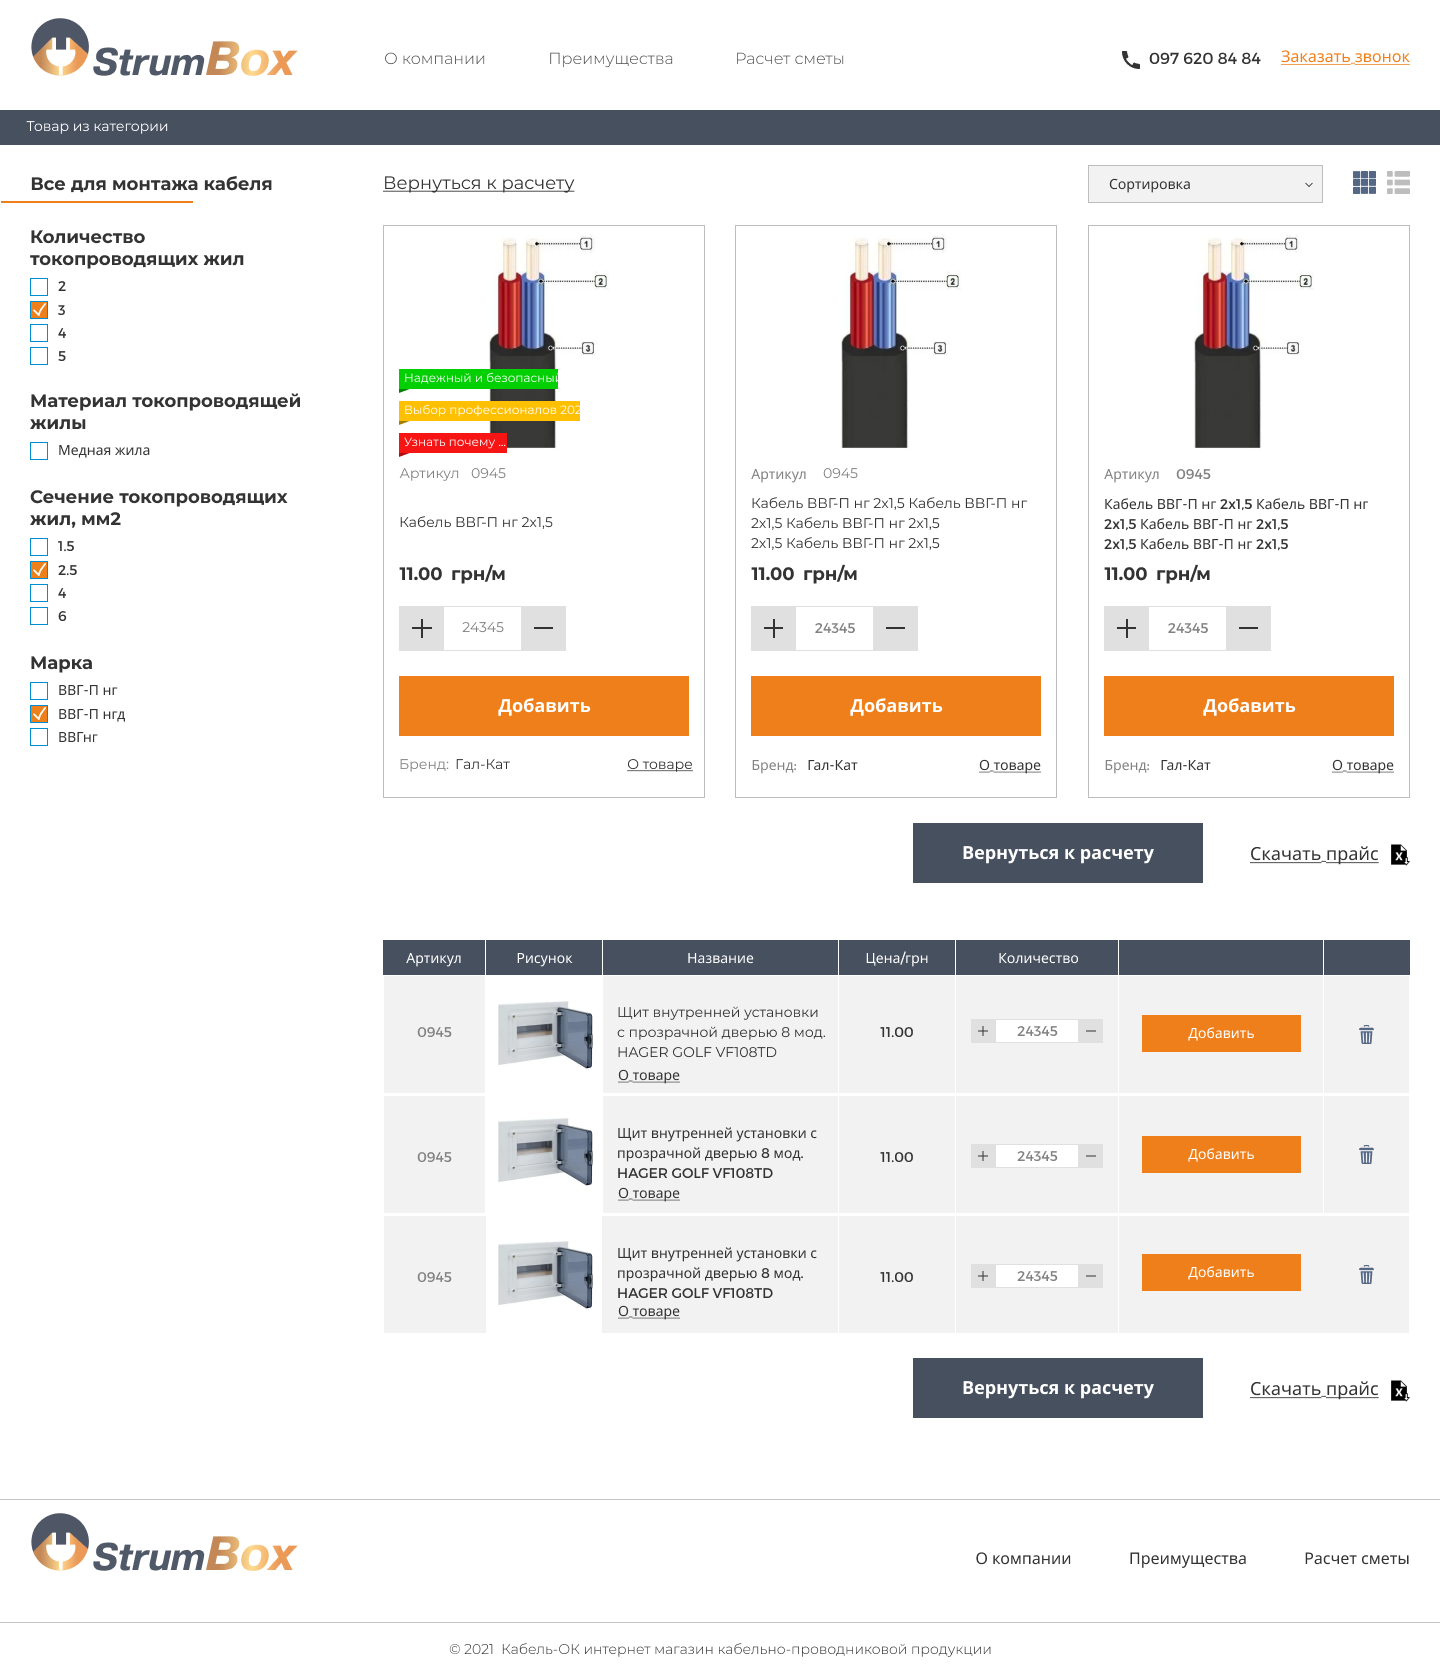 StrumBox
О компании
Преимущества
Расчет сметы
097 620 84 84
Заказать звонок
Товар из категории
Все для монтажа кабеля
Количество
токопроводящих жил
2
3
4
5
Материал токопроводящей
жилы
Медная жила
Сечение токопроводящих
жил, мм2
1.5
2.5
4
6
Марка
ВВГ-П нг
ВВГ-П нгд
ВВГнг
Вернуться к расчету
Сортировка
1
2
3
Надежный и безопасный
Выбор профессионалов 202
Узнать почему ...
Артикул 0945
Кабель ВВГ-П нг 2х1,5
11.00 грн/м
24345
Добавить
Бренд: Гал-Кат
О товаре
1
2
3
Артикул 0945
Кабель ВВГ-П нг 2х1,5 Кабель ВВГ-П нг
2х1,5 Кабель ВВГ-П нг 2х1,5
2х1,5 Кабель ВВГ-П нг 2х1,5
11.00 грн/м
24345
Добавить
Бренд: Гал-Кат
О товаре
1
2
3
Артикул 0945
Кабель ВВГ-П нг 2х1,5 Кабель ВВГ-П нг
2х1,5 Кабель ВВГ-П нг 2х1,5
2х1,5 Кабель ВВГ-П нг 2х1,5
11.00 грн/м
24345
Добавить
Бренд: Гал-Кат
О товаре
Вернуться к расчету
Скачать прайс
X
Артикул Рисунок Название Цена/грн Количество
0945
Щит внутренней установки
с прозрачной дверью 8 мод.
HAGER GOLF VF108TD
О товаре
11.00
24345
Добавить
0945
Щит внутренней установки с
прозрачной дверью 8 мод.
HAGER GOLF VF108TD
О товаре
11.00
24345
Добавить
0945
Щит внутренней установки с
прозрачной дверью 8 мод.
HAGER GOLF VF108TD
О товаре
11.00
24345
Добавить
Вернуться к расчету
Скачать прайс
X
StrumBox
О компании
Преимущества
Расчет сметы
© 2021 Кабель-ОК интернет магазин кабельно-проводниковой продукции